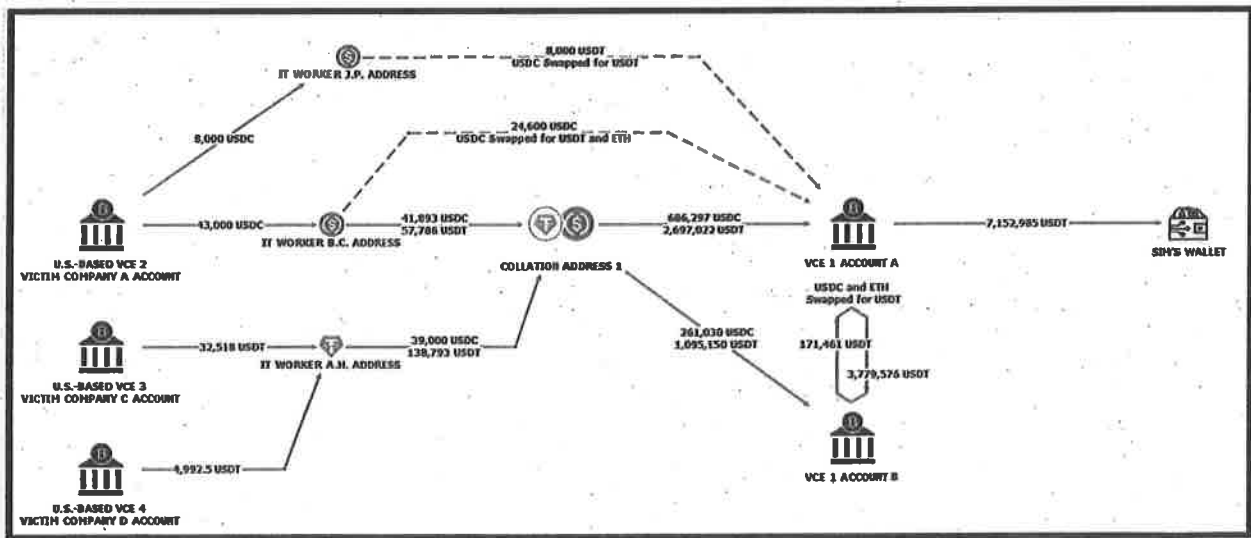 8,000 USDT
USDC Swapped for USDT
IT WORKER J.P. ADDRESS
8,000 USDC
24,600 USDC
USDC Swapped for USDT and ETH
43,000 USDC
IT WORKER B.C. ADDRESS
41,893 USDC
57,786 USDT
COLLATION ADDRESS 1
686,297 USDC
2,697,022 USDT
VCE 1 ACCOUNT A
7,152,985 USDT
SIM'S WALLET
U.S.-BASED VCE 2
VICTIM COMPANY A ACCOUNT
USDC and ETH
Swapped for USDT
32,518 USDT
IT WORKER A.H. ADDRESS
39,000 USDC
138,793 USDT
261,030 USDC
1,095,150 USDT
171,461 USDT
3,779,576 USDT
U.S.-BASED VCE 3
VICTIM COMPANY C ACCOUNT
4,992.5 USDT
VCE 1 ACCOUNT B
U.S.-BASED VCE 4
VICTIM COMPANY D ACCOUNT